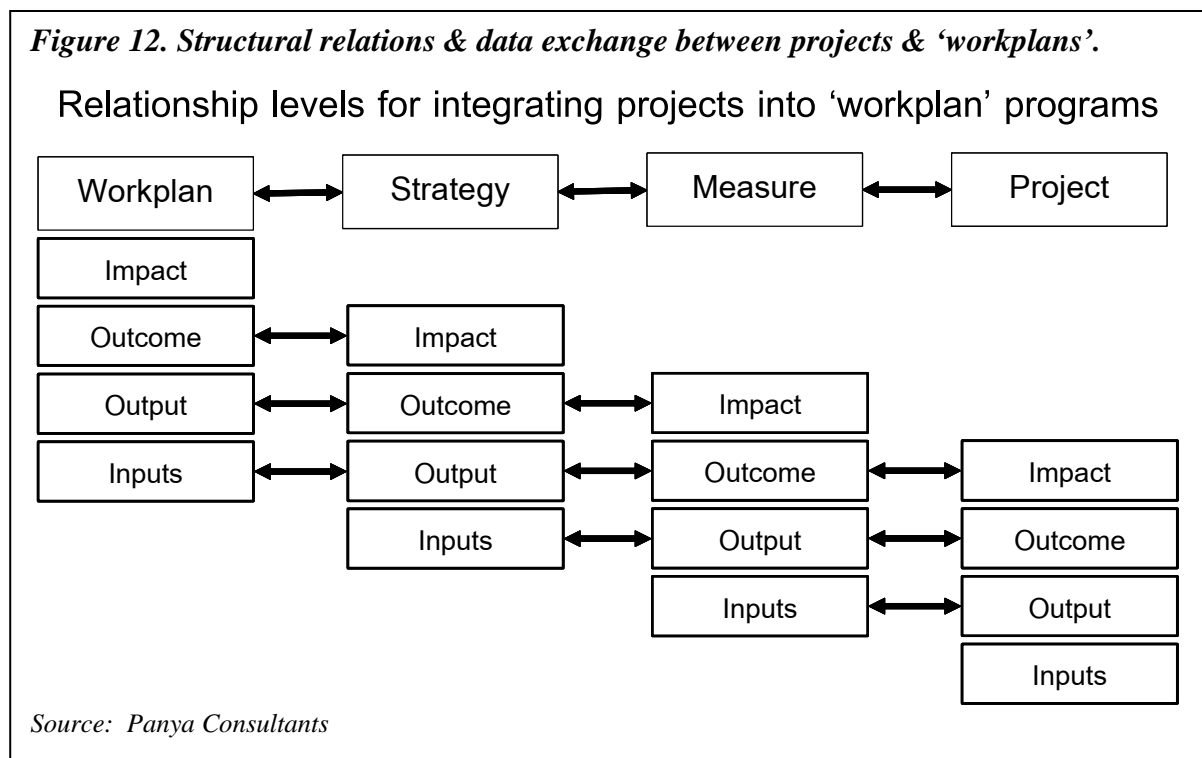 Figure 12. Structural relations & data exchange between projects & ‘workplans’.
Relationship levels for integrating projects into ‘workplan’ programs
Workplan Strategy Measure Project
Impact
Outcome Impact
Output Outcome Impact
Inputs Output Outcome Impact
Inputs Output Outcome
Inputs Output
Inputs
Source: Panya Consultants